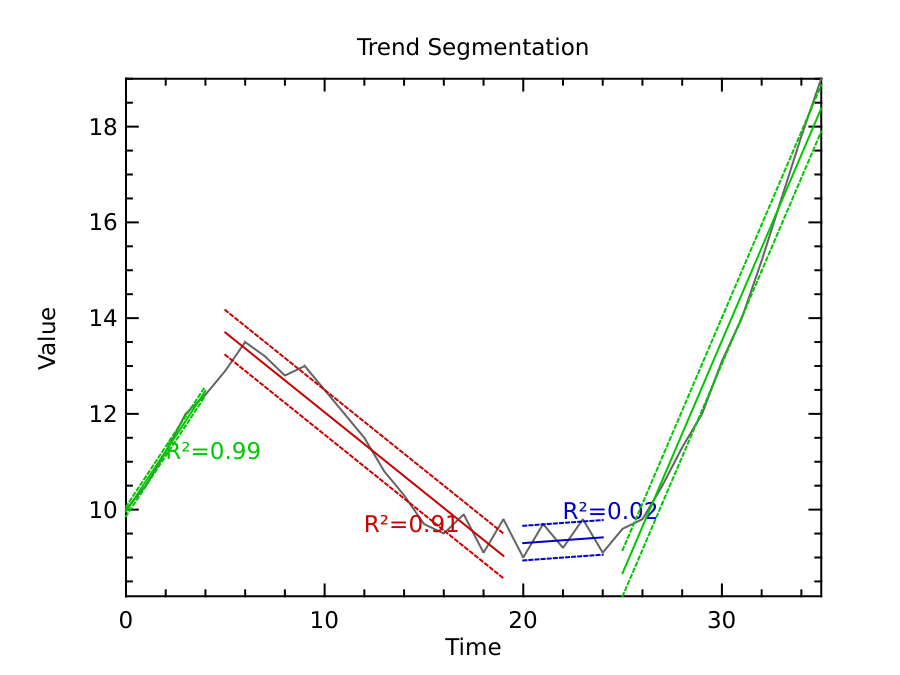 Trend Segmentation
Value
18
16
14
12
10
R²=0.99
R²=0.91
R²=0.02
0 10 20 30
Time